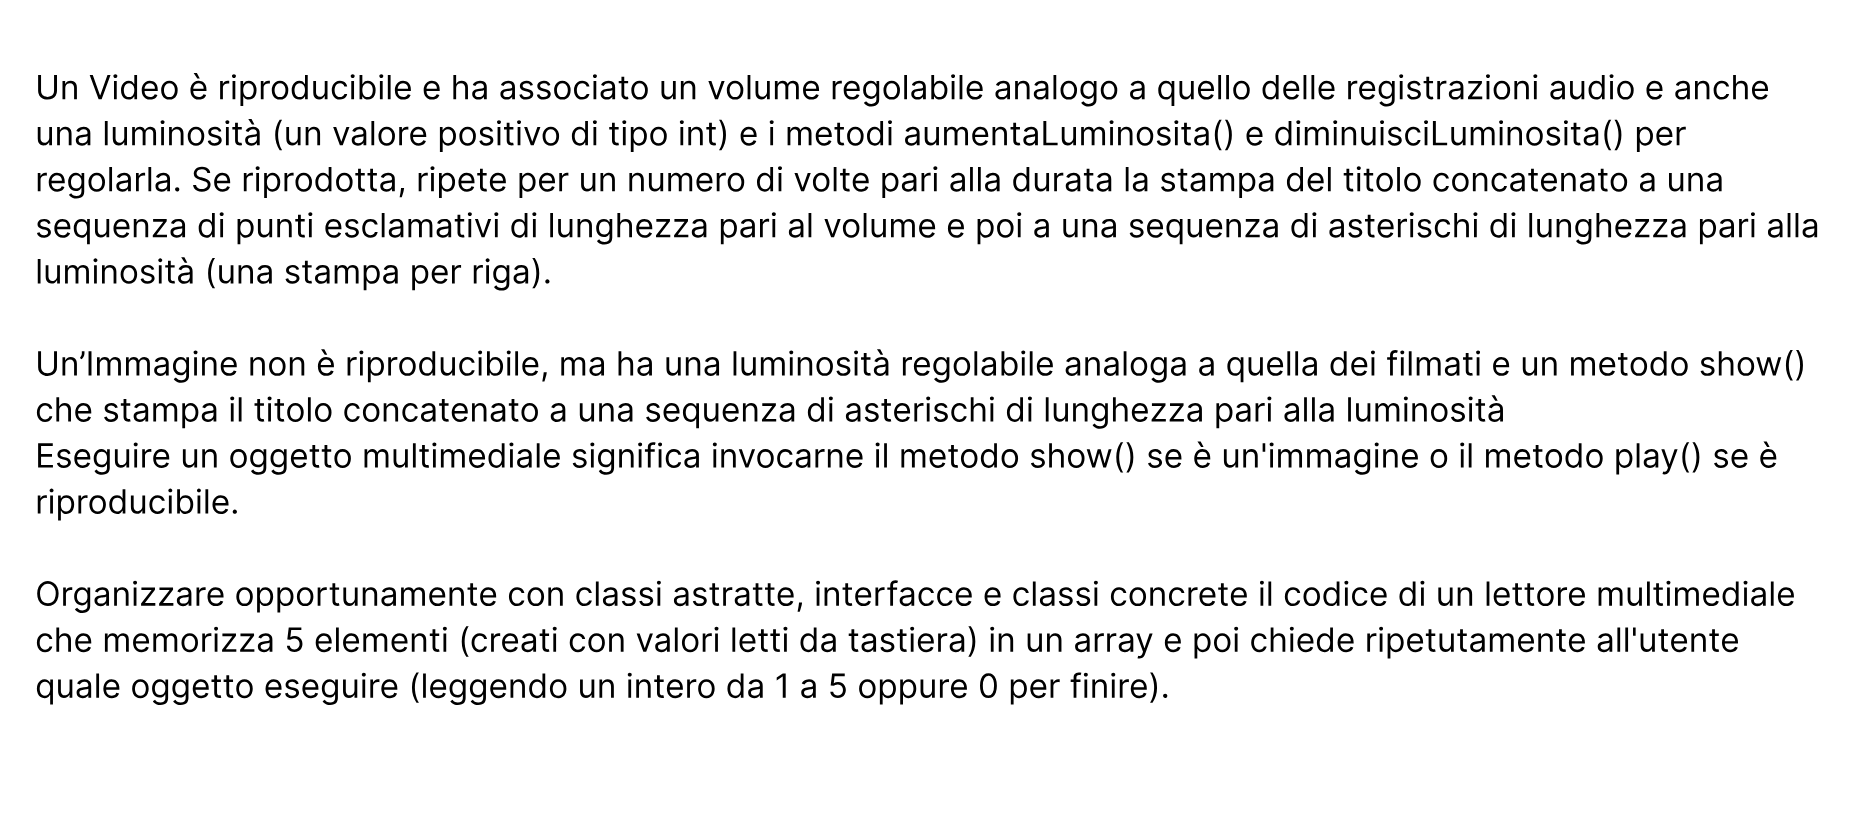 Un Video è riproducibile e ha associato un volume regolabile analogo a quello delle registrazioni audio e anche
una luminosità (un valore positivo di tipo int) e i metodi aumentaLuminosita() e diminuisciLuminosita() per
regolarla. Se riprodotta, ripete per un numero di volte pari alla durata la stampa del titolo concatenato a una
sequenza di punti esclamativi di lunghezza pari al volume e poi a una sequenza di asterischi di lunghezza pari alla
luminosità (una stampa per riga).

Un’Immagine non è riproducibile, ma ha una luminosità regolabile analoga a quella dei filmati e un metodo show()
che stampa il titolo concatenato a una sequenza di asterischi di lunghezza pari alla luminosità
Eseguire un oggetto multimediale significa invocarne il metodo show() se è un'immagine o il metodo play() se è
riproducibile.

Organizzare opportunamente con classi astratte, interfacce e classi concrete il codice di un lettore multimediale
che memorizza 5 elementi (creati con valori letti da tastiera) in un array e poi chiede ripetutamente all'utente
quale oggetto eseguire (leggendo un intero da 1 a 5 oppure 0 per finire).